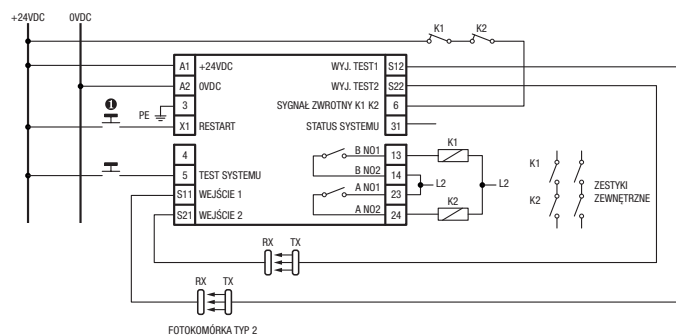 +24VDC 0VDC
K1 K2
A1 +24VDC WYJ. TEST1 S12
A2 0VDC WYJ. TEST2 S22
❶ PE 3 SYGNAŁ ZWROTNY K1 K2 6
X1 RESTART STATUS SYSTEMU 31
4 B NO1 13 K1
5 TEST SYSTEMU B NO2 14 L2 L2
S11 WEJŚCIE 1 A NO1 23
S21 WEJŚCIE 2 A NO2 24 K2
K1
K2
ZESTYKI
ZEWNĘTRZNE
RX TX
RX TX
FOTOKOMÓRKA TYP 2